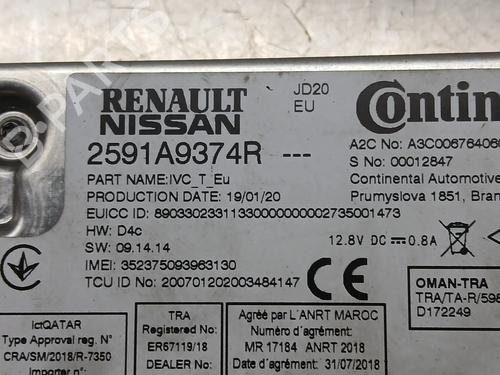 RENAULT
NISSAN
JD20
EU
Contin
2591A9374R ---
PART NAME:IVC_T_Eu
PRODUCTION DATE: 19/01/20
EUICC ID: 89033023311330000000002735001473
HW: D4c
SW: 09.14.14
IMEI: 352375093963130
TCU ID No: 200701202003484147
A2C No: A3C006764060
S No: 00012847
Continental Automotive
Prumyslova 1851, Bran
12.8V DC 0.8A
CE
OMAN-TRA
TRA/TA-R/598
D172249
IctQATAR
Type Approval reg. N°
CRA/SM/2018/R-7350
Importer n°
TRA
Registered No:
ER67119/18
DEALER No:
Agréé par L'ANRT MAROC
Numéro d'agrément:
MR 17184 ANRT 2018
Date d'agrément: 31/07/2018